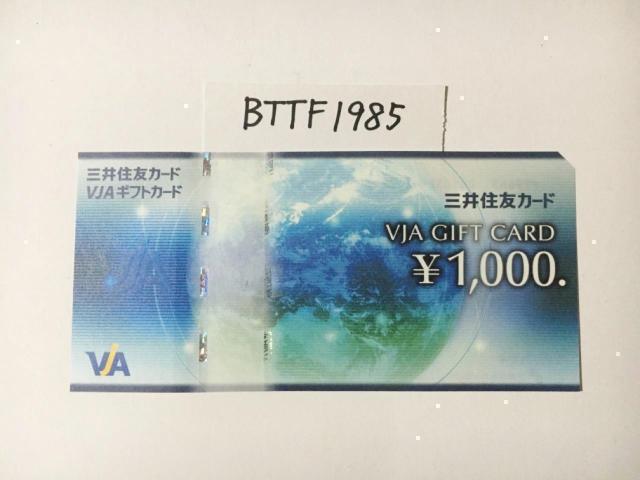 BTTF1985
三井住友カード
VJAギフトカード
三井住友カード
VJA GIFT CARD
￥1,000.
VJA